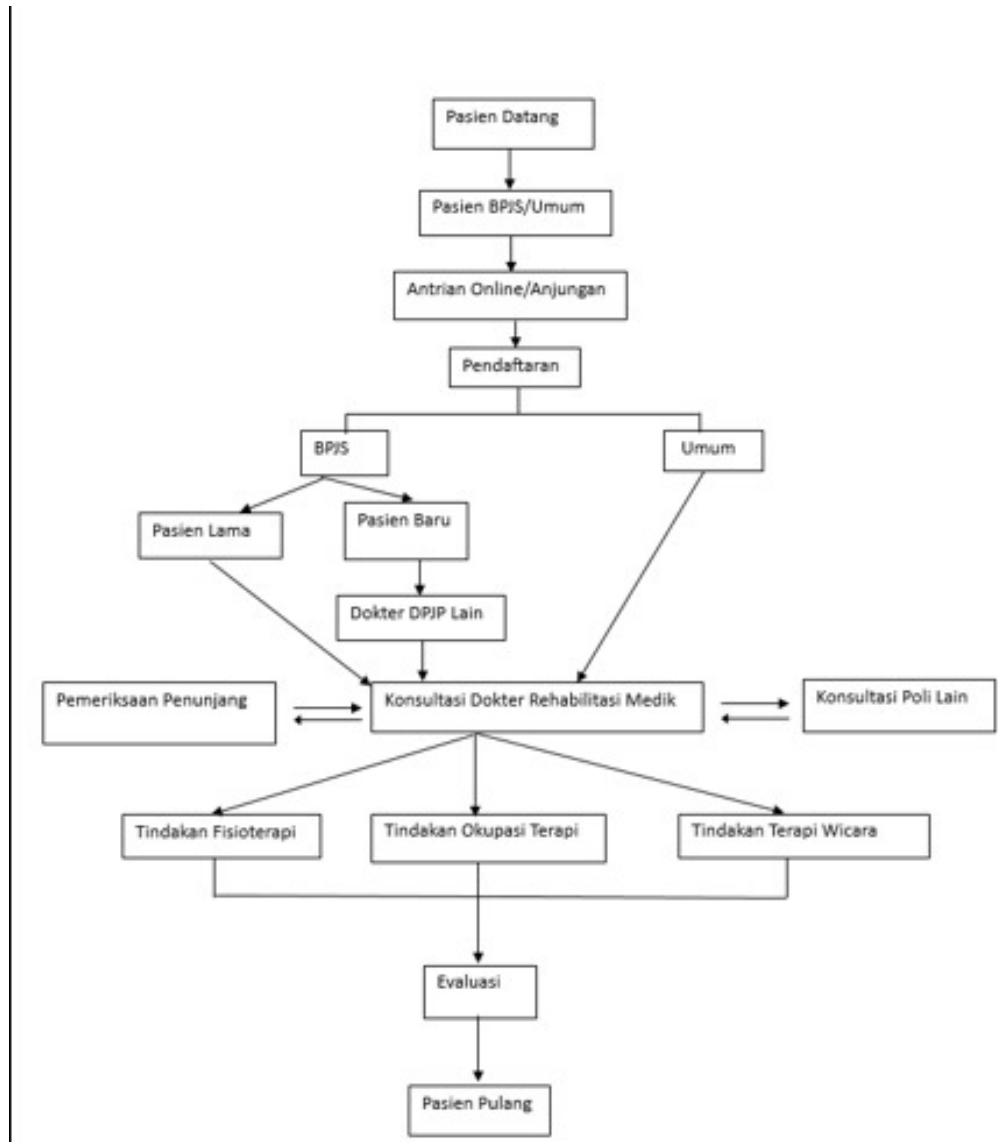 Pasien Datang
Pasien BPJS/Umum
Antrian Online/Anjungan
Pendaftaran
BPJS
Umum
Pasien Lama
Pasien Baru
Dokter DPJP Lain
Pemeriksaan Penunjang
Konsultasi Dokter Rehabilitasi Medik
Konsultasi Poli Lain
Tindakan Fisioterapi
Tindakan Okupasi Terapi
Tindakan Terapi Wicara
Evaluasi
Pasien Pulang